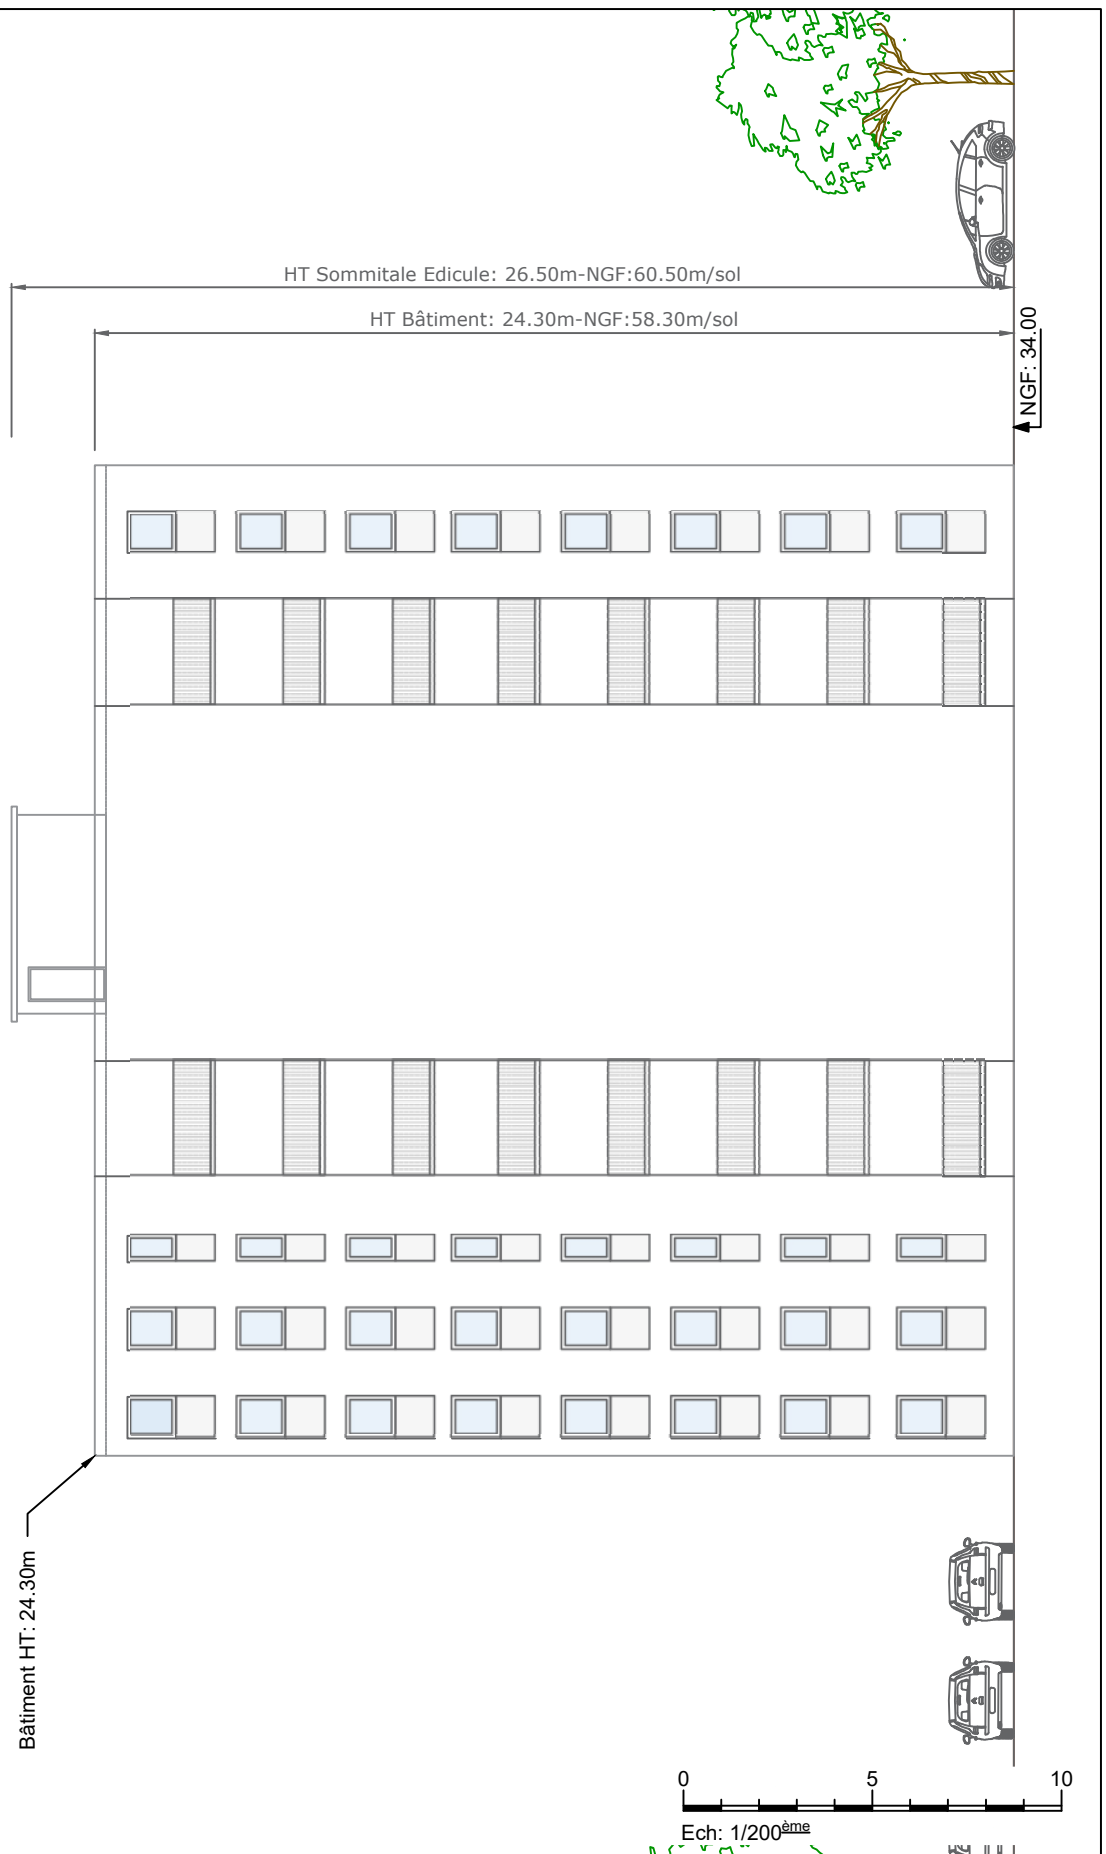 HT Sommitale Edicule: 26.50m-NGF:60.50m/sol
HT Bâtiment: 24.30m-NGF:58.30m/sol
NGF: 34.00
Bâtiment HT: 24.30m
0 5 10
Ech: 1/200ème